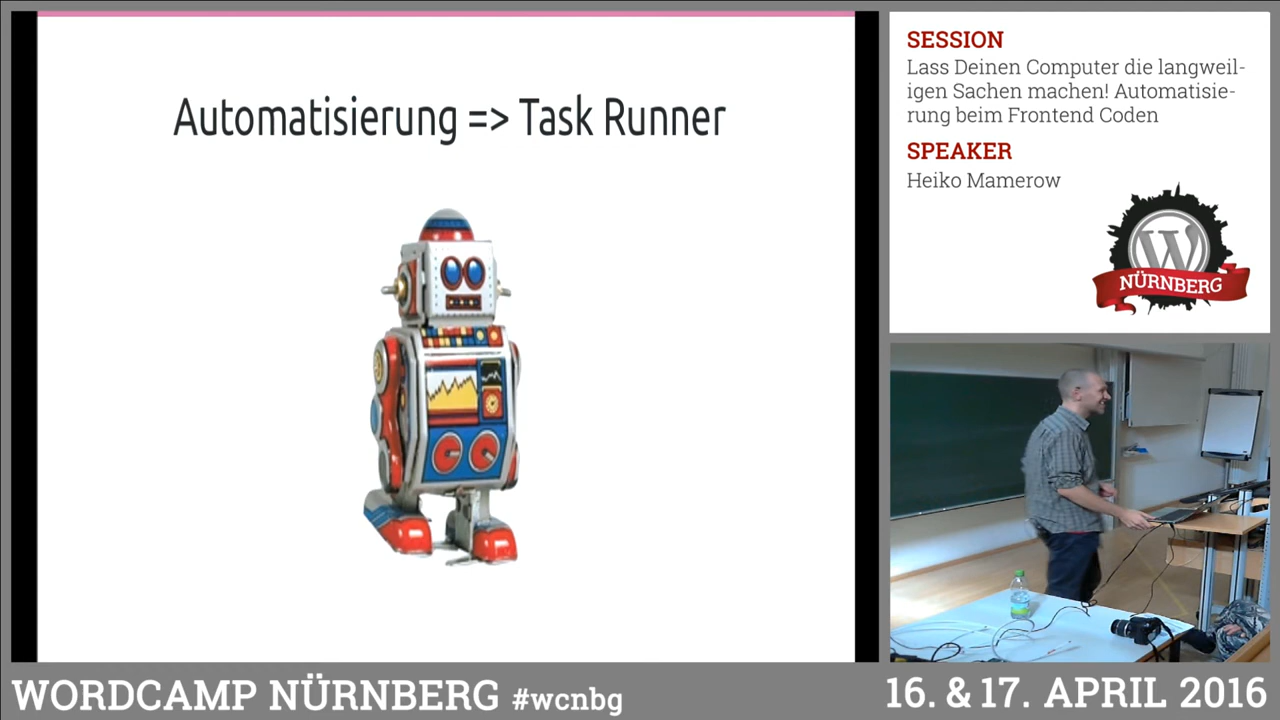 Automatisierung => Task Runner
SESSION
Lass Deinen Computer die langweil-
igen Sachen machen! Automatisie-
rung beim Frontend Coden
SPEAKER
Heiko Mamerow
W
NÜRNBERG
WORDCAMP NÜRNBERG #wcnbg
16. & 17. APRIL 2016